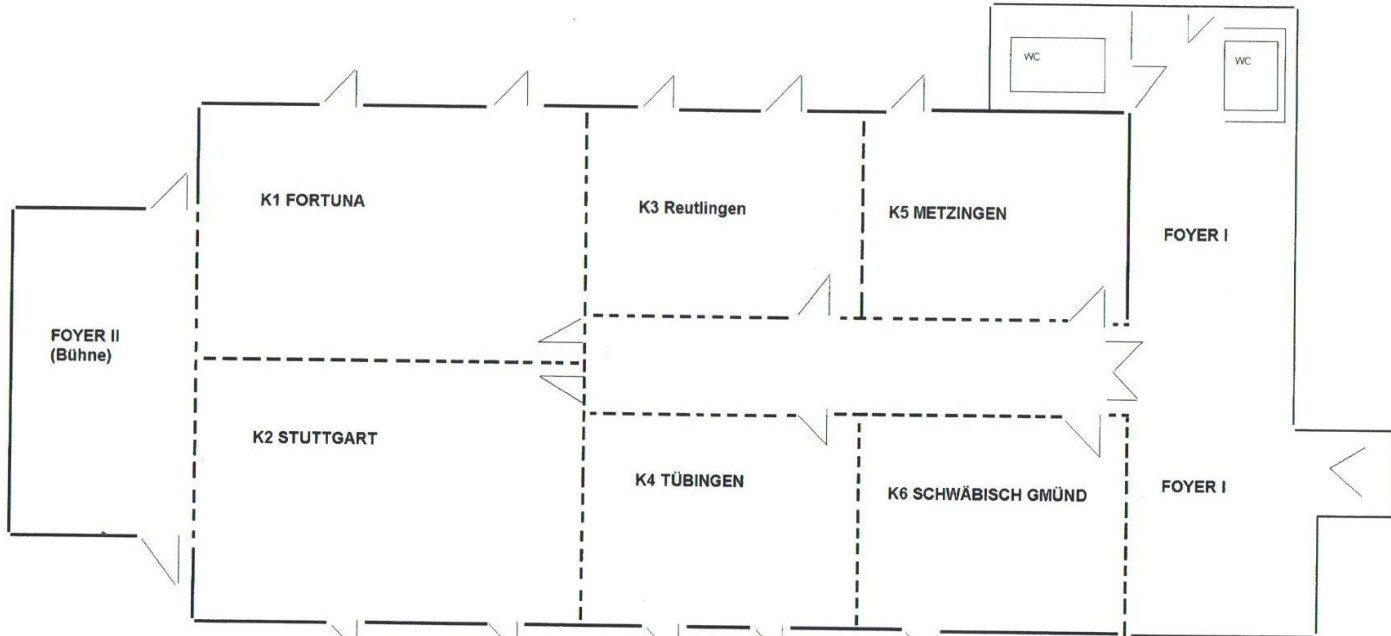 WC
WC
K1 FORTUNA
K3 Reutlingen
K5 METZINGEN
FOYER I
FOYER II
(Bühne)
K2 STUTTGART
K4 TÜBINGEN
K6 SCHWÄBISCH GMÜND
FOYER I